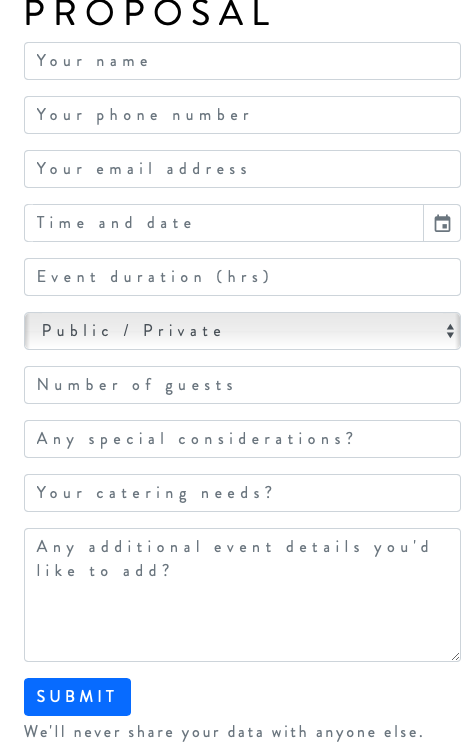 PROPOSAL
Your name
Your phone number
Your email address
Time and date
Event duration (hrs)
Public / Private
Number of guests
Any special considerations?
Your catering needs?
Any additional event details you'd
like to add?
SUBMIT
We'll never share your data with anyone else.